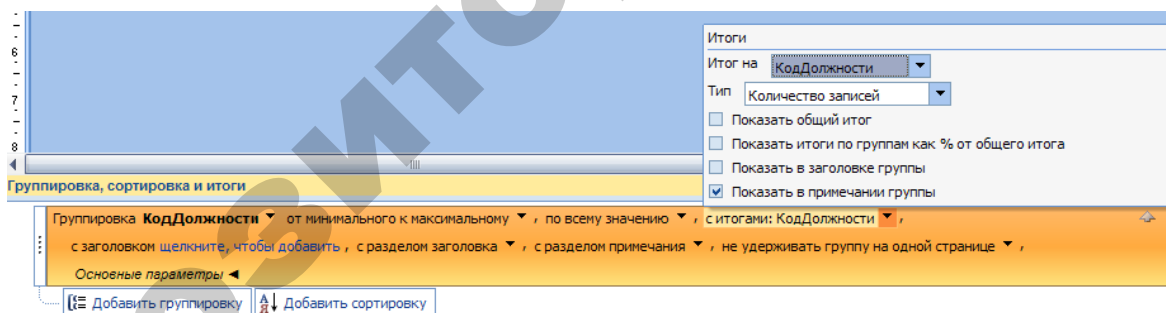 6
7
8
Итоги
Итог на КодДолжности
Тип Количество записей
Показать общий итог
Показать итоги по группам как % от общего итога
Показать в заголовке группы
Показать в примечании группы
Группировка, сортировка и итоги
Группировка КодДолжности от минимального к максимальному , по всему значению , с итогами: КодДолжности ,
с заголовком щелкните, чтобы добавить , с разделом заголовка , с разделом примечания , не удерживать группу на одной странице ,
Основные параметры
Добавить группировку Добавить сортировку